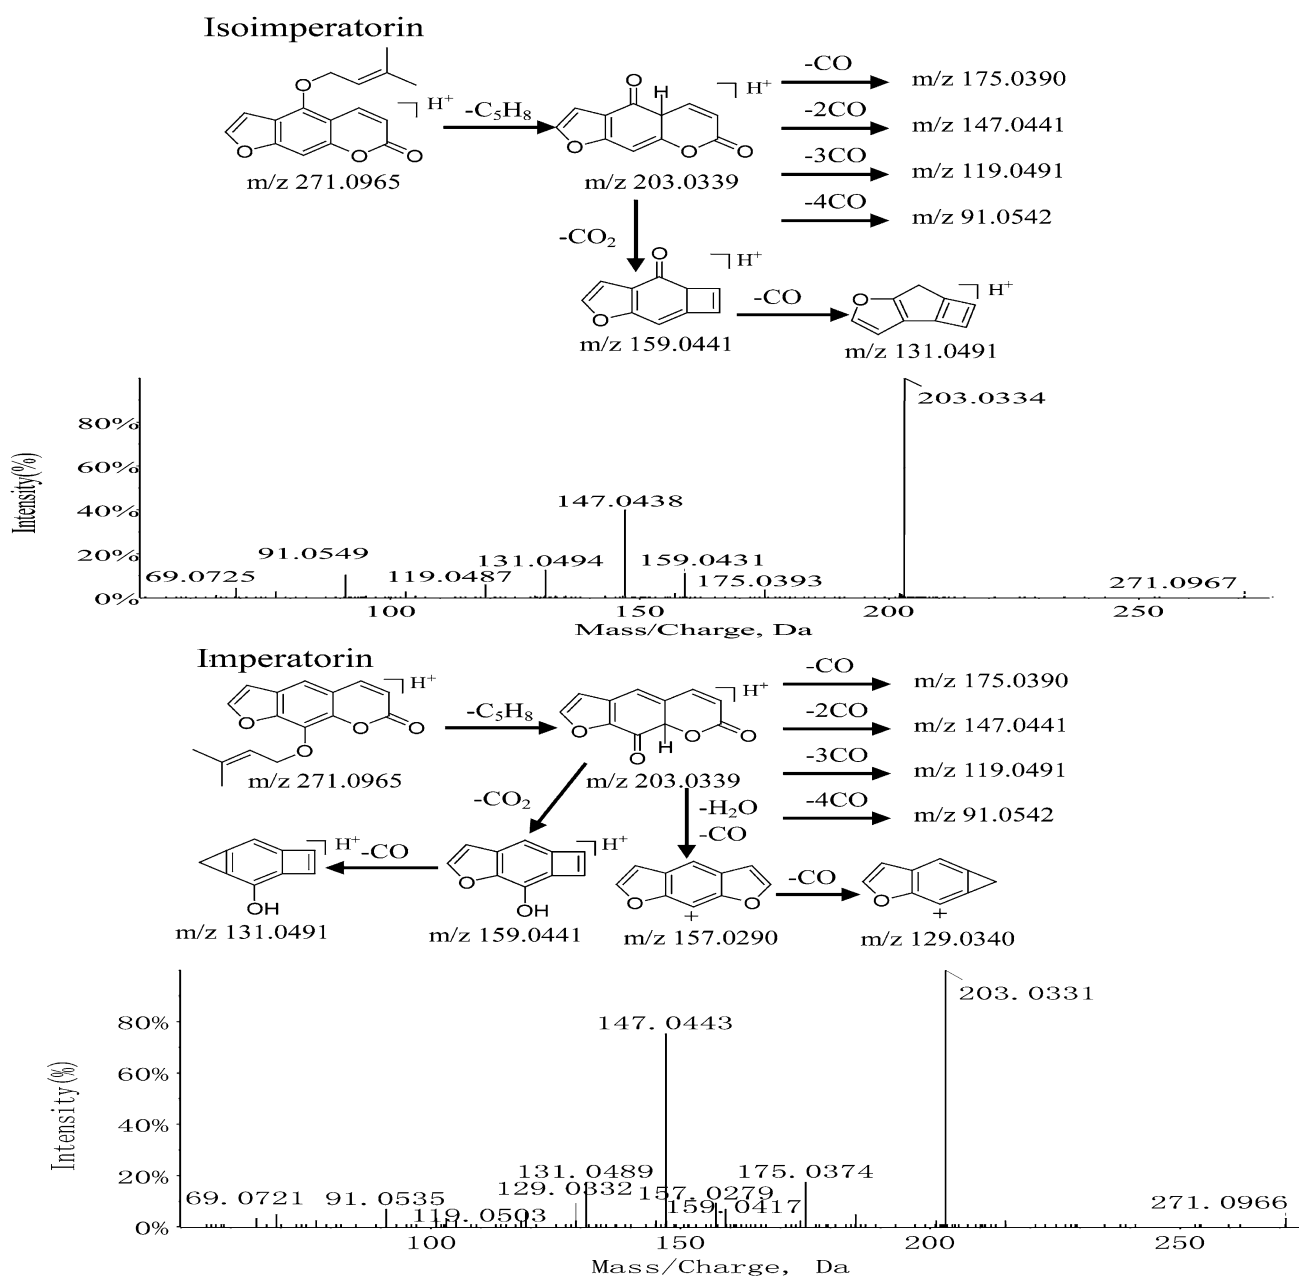 Isoimperatorin
O
O
O
O
H⁺
m/z 271.0965
-C₅H₈
O
H
O
O
O
H⁺
m/z 203.0339
-CO
m/z 175.0390
-2CO
m/z 147.0441
-3CO
m/z 119.0491
-4CO
m/z 91.0542
-CO₂
O
O
H⁺
m/z 159.0441
-CO
O
H⁺
m/z 131.0491
Intensity(%)
80%
60%
40%
20%
0%
203.0334
147.0438
91.0549
131.0494
159.0431
69.0725
119.0487
175.0393
271.0967
100
150
200
250
Mass/Charge, Da
Imperatorin
H⁺
O
O
O
O
m/z 271.0965
-C₅H₈
H⁺
O
O
H
O
O
m/z 203.0339
-CO
m/z 175.0390
-2CO
m/z 147.0441
-3CO
m/z 119.0491
-4CO
m/z 91.0542
-CO₂
-H₂O
-CO
H⁺
OH
m/z 131.0491
-CO
H⁺
O
OH
m/z 159.0441
O
O
+
m/z 157.0290
-CO
O
+
m/z 129.0340
Intensity(%)
80%
60%
40%
20%
0%
203.0331
147.0443
131.0489
175.0374
129.0332
157.0279
69.0721
91.0535
159.0417
119.0503
271.0966
100
150
200
250
Mass/Charge, Da